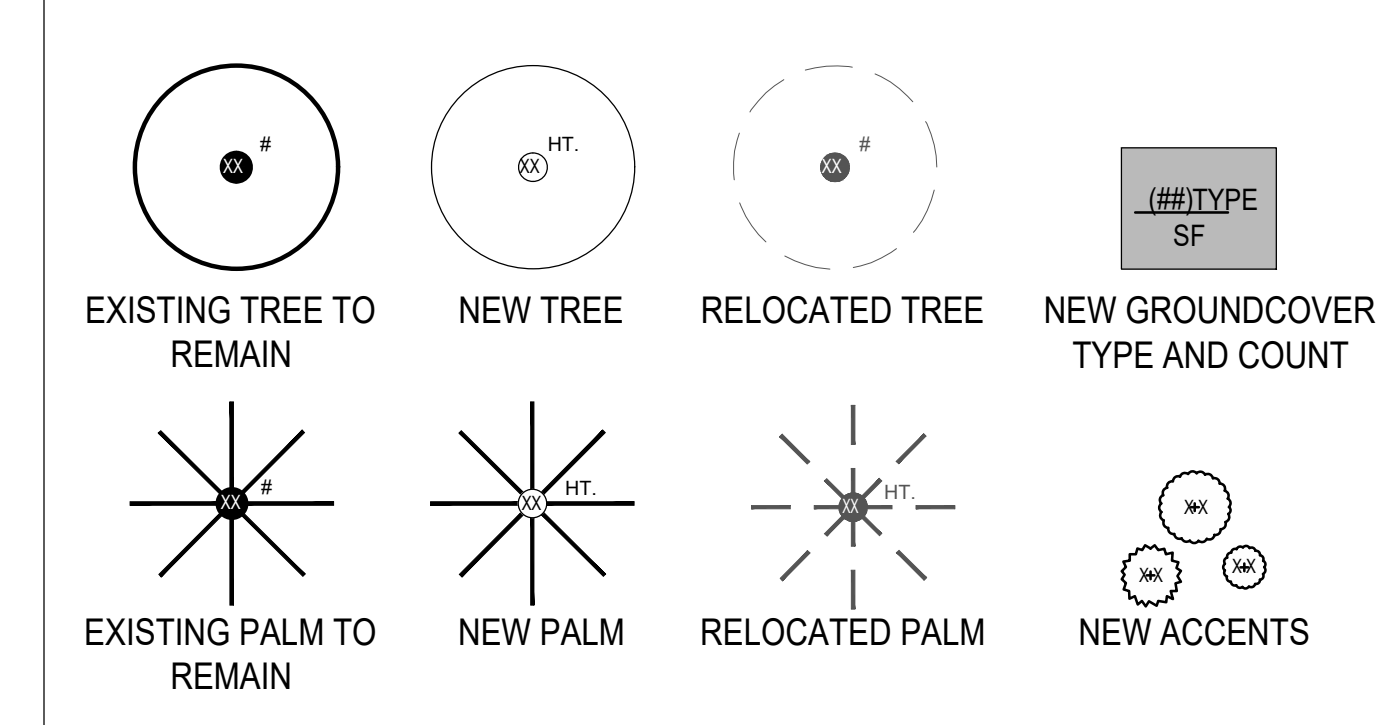 #
XX
HT.
XX
#
XX
(##)TYPE
SF
EXISTING TREE TO
REMAIN
NEW TREE
RELOCATED TREE
NEW GROUNDCOVER
TYPE AND COUNT
#
XX
HT.
XX
HT.
XX
X+X
X+X
X+X
EXISTING PALM TO
REMAIN
NEW PALM
RELOCATED PALM
NEW ACCENTS